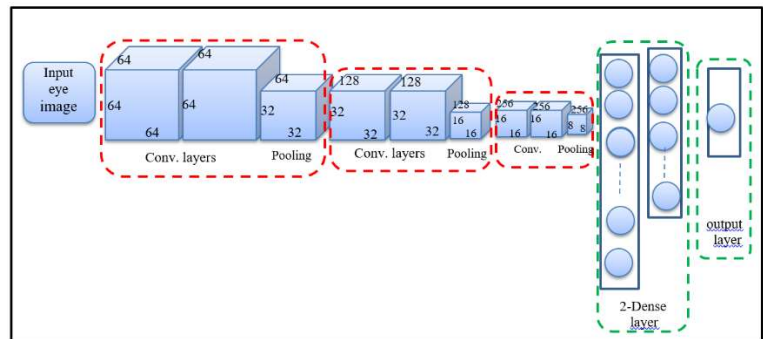 Input
eye
image
64
64
64
64
64
64
32
32
Conv. layers
Pooling
128
128
32
32
32
32
128
16
16
Conv. layers
Pooling
256
256
256
16
16
16
16
8
8
Conv.
Pooling
2-Dense
layer
output
layer